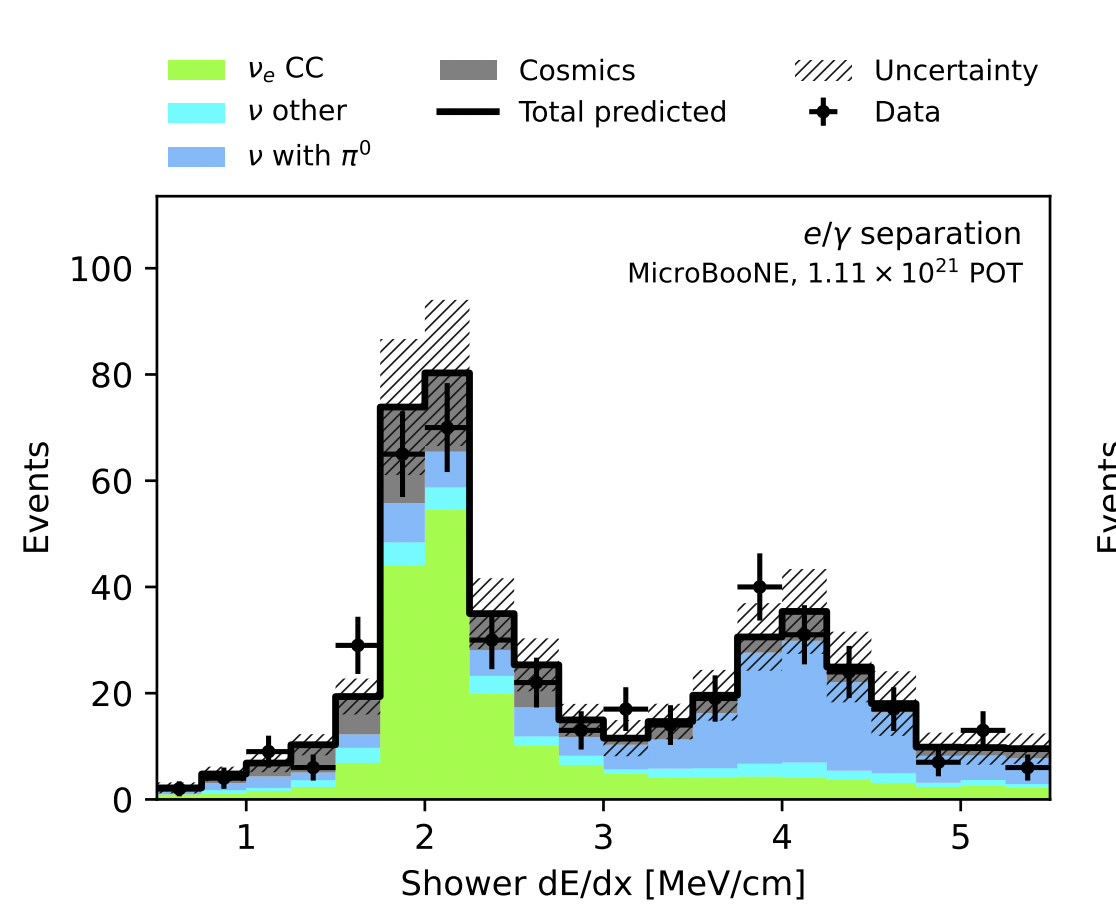 νₑ CC
ν other
ν with π⁰
Cosmics
Total predicted
Uncertainty
Data
e/γ separation
MicroBooNE, 1.11 × 10²¹ POT
100
80
60
40
20
0
1 2 3 4 5
Events
Shower dE/dx [MeV/cm]
Events